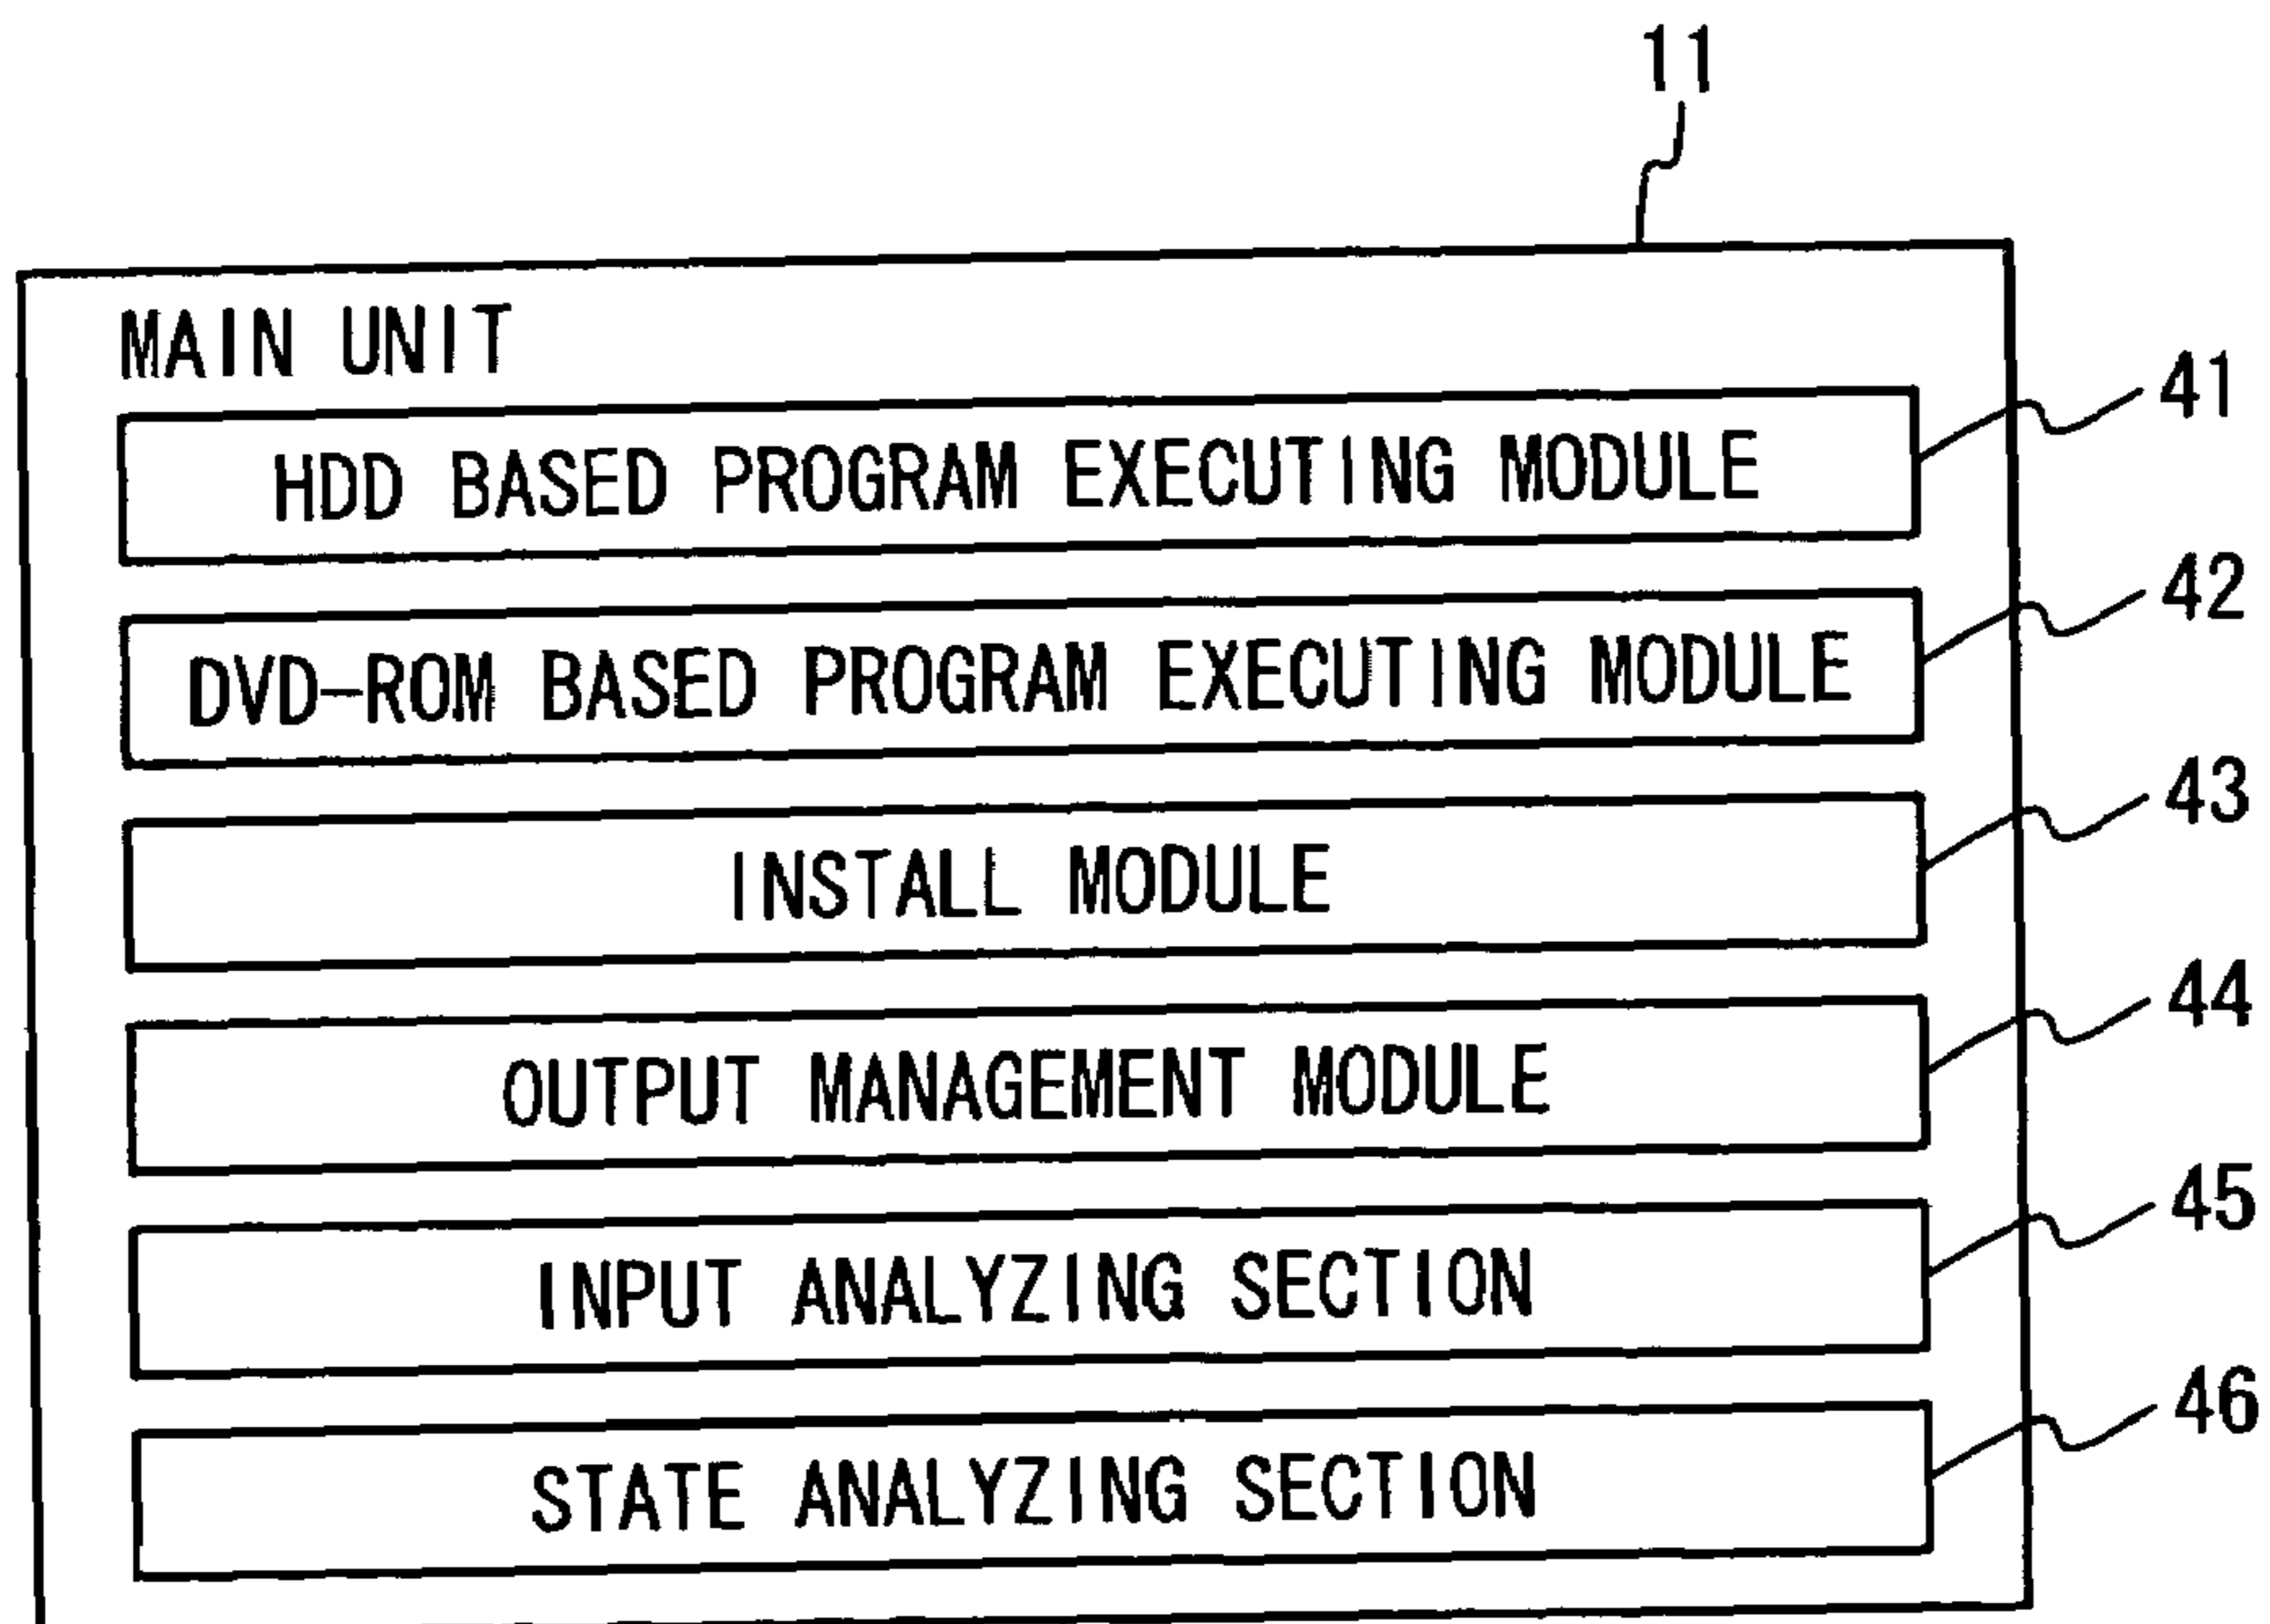 11
MAIN UNIT
HDD BASED PROGRAM EXECUTING MODULE
41
DVD-ROM BASED PROGRAM EXECUTING MODULE
42
INSTALL MODULE
43
OUTPUT MANAGEMENT MODULE
44
INPUT ANALYZING SECTION
45
STATE ANALYZING SECTION
46